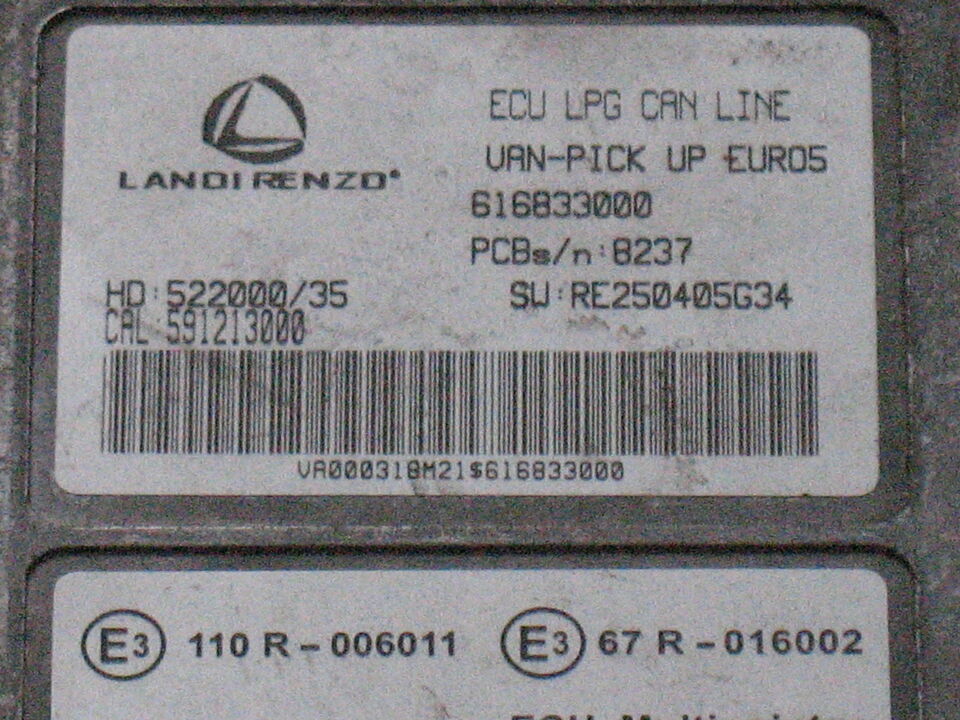 LANDI RENZO®
ECU LPG CAN LINE
VAN-PICK UP EURO5
616833000
PCBs/n:8237
HD:522000/35 SW:RE250405G34
CAL:591213000
VA000318M21$616833000
E3 110 R-006011 E3 67 R-016002